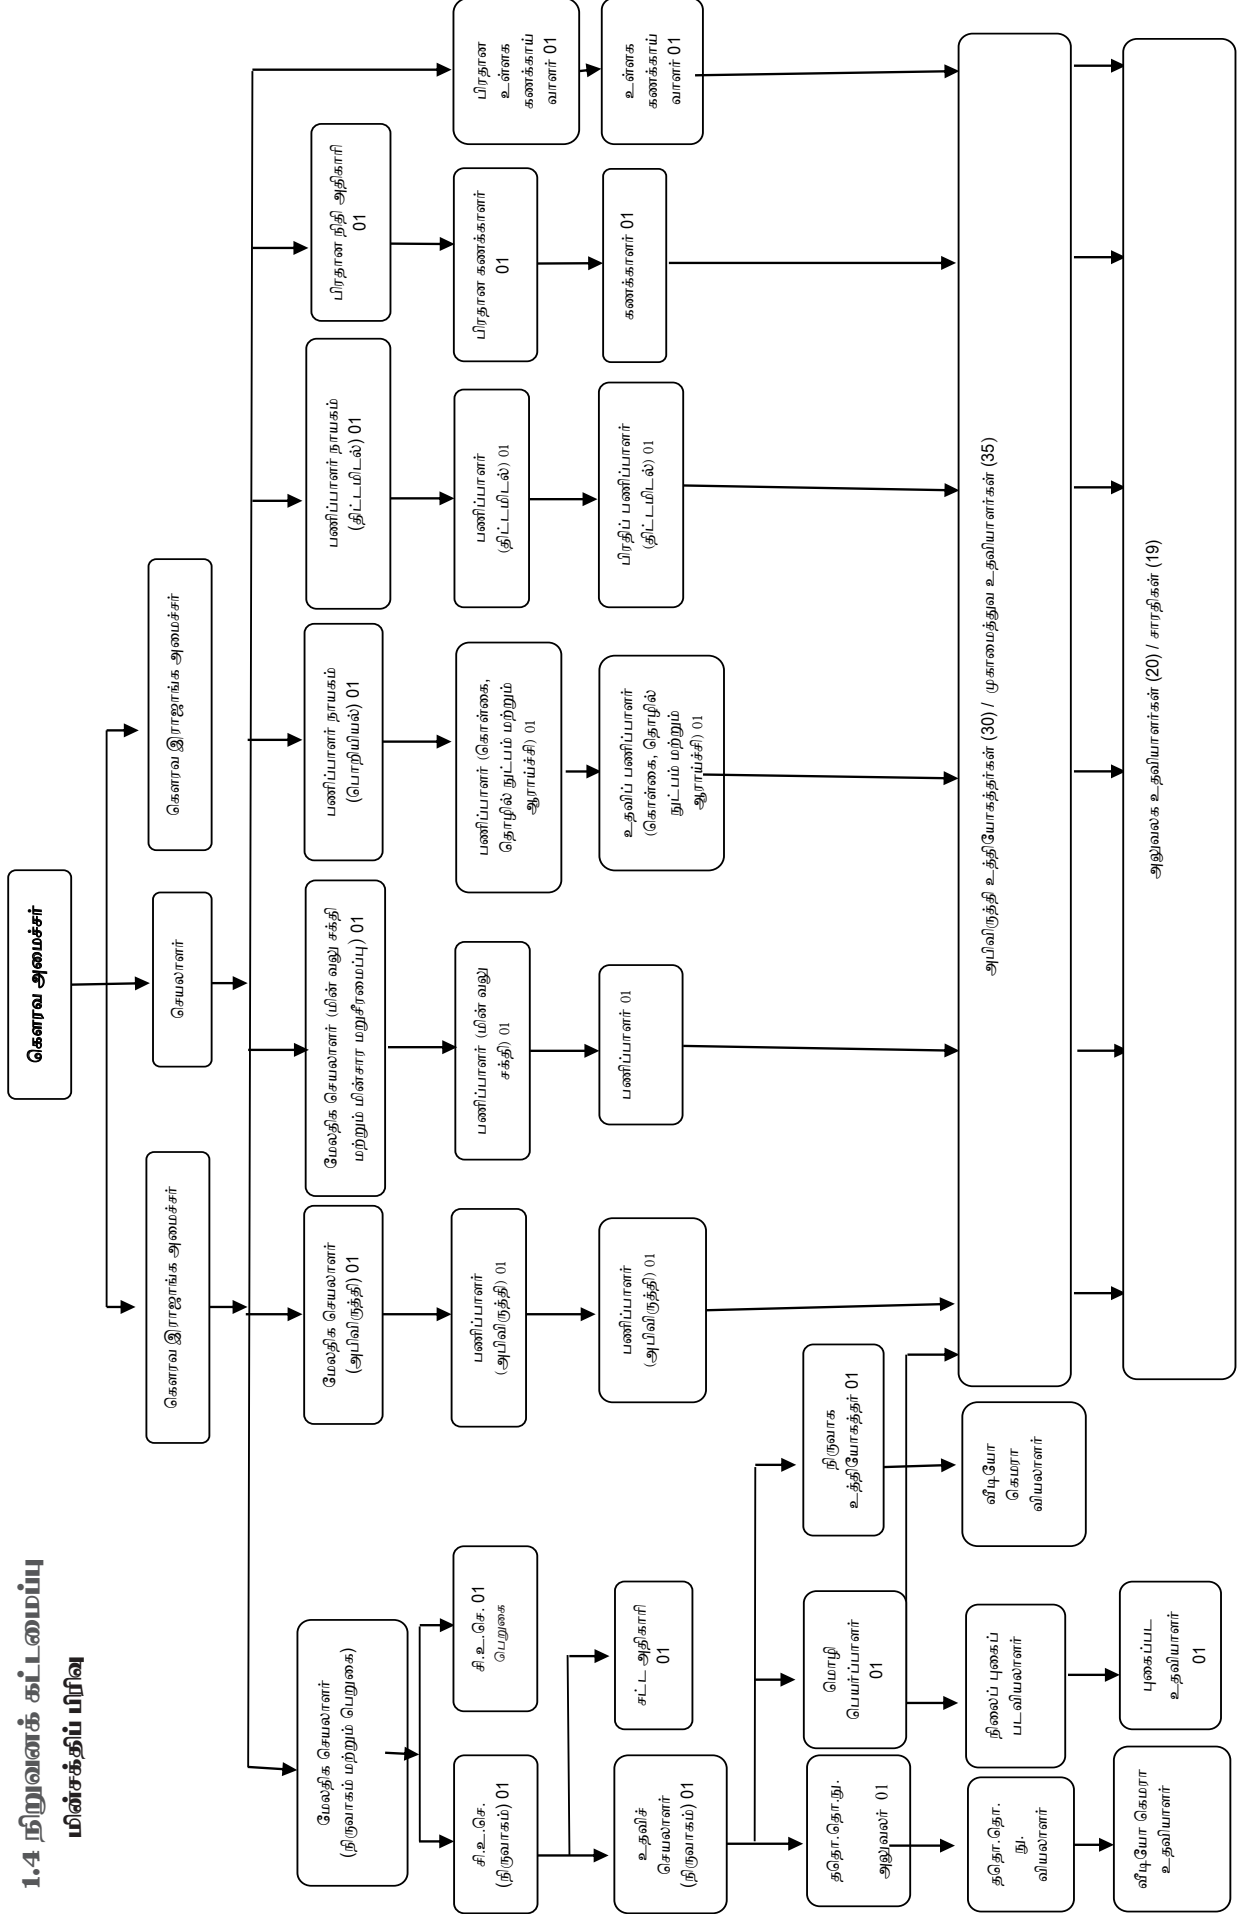 1.4 நிறுவனக் கட்டமைப்பு
மின்சக்திப் பிரிவு
கௌரவ அமைச்சர்
கௌரவ இராஜாங்க அமைச்சர்
செயலாளர்
கௌரவ இராஜாங்க அமைச்சர்
மேலதிக செயலாளர்
(நிருவாகம் மற்றும் பெறுகை)
மேலதிக செயலாளர்
(அபிவிருத்தி) 01
மேலதிக செயலாளர் (மின் வலு சக்தி
மற்றும் மின்சார மறுசீரமைப்பு) 01
பணிப்பாளர் நாயகம்
(பொறியியல்) 01
பணிப்பாளர் நாயகம்
(திட்டமிடல்) 01
பிரதான நிதி அதிகாரி
01
சி.உ.செ.
(நிருவாகம்) 01
சி.உ.செ. 01
பெறுகை
பணிப்பாளர்
(அபிவிருத்தி) 01
பணிப்பாளர் (மின் வலு
சக்தி) 01
பணிப்பாளர் (கொள்கை,
தொழில் நுட்பம் மற்றும்
ஆராய்ச்சி) 01
பணிப்பாளர்
(திட்டமிடல்) 01
பிரதான கணக்காளர்
01
பிரதான
உள்ளக
கணக்காய்
வாளர் 01
உதவிச்
செயலாளர்
(நிருவாகம்) 01
சட்ட அதிகாரி
01
பணிப்பாளர்
(அபிவிருத்தி) 01
பணிப்பாளர் 01
உதவிப் பணிப்பாளர்
(கொள்கை, தொழில்
நுட்பம் மற்றும்
ஆராய்ச்சி) 01
பிரதிப் பணிப்பாளர்
(திட்டமிடல்) 01
கணக்காளர் 01
உள்ளக
கணக்காய்
வாளர் 01
ததொ.தொ.நு.
அலுவலர் 01
மொழி
பெயர்ப்பாளர்
01
நிருவாக
உத்தியோகத்தர் 01
ததொ.தொ.
நு.
வியலாளர்
நிலைப் புகைப்
படவியலாளர்
வீடியோ
கெமரா
வியலாளர்
அபிவிருத்தி உத்தியோகத்தர்கள் (30) / முகாமைத்துவ உதவியாளர்கள் (35)
வீடியோ கெமரா
உதவியாளர்
புகைப்பட
உதவியாளர்
01
அலுவலக உதவியாளர்கள் (20) / சாரதிகள் (19)